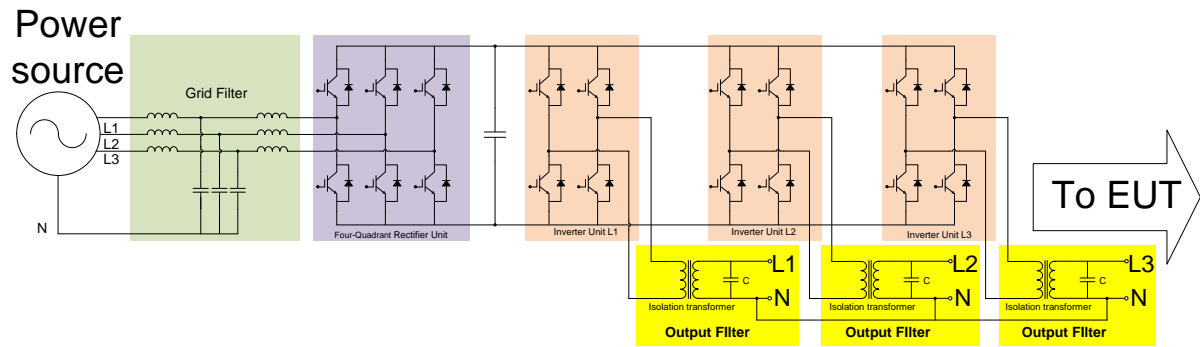 Power
source
Grid Filter
L1
L2
L3
N
Four-Quadrant Rectifier Unit
Inverter Unit L1
Inverter Unit L2
Inverter Unit L3
To EUT
L1
C
N
Isolation transformer
Output FIlter
L2
C
N
Isolation transformer
Output FIlter
L3
C
N
Isolation transformer
Output FIlter